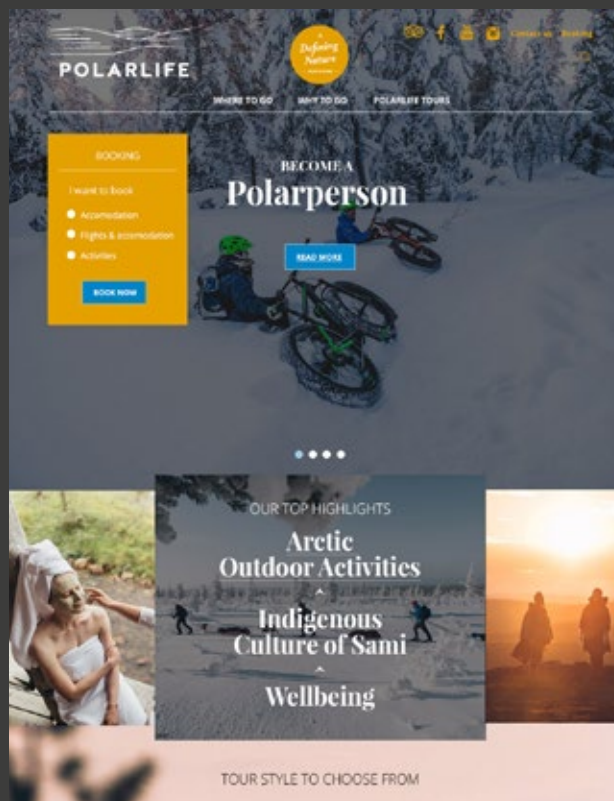 POLARLIFE
Defining
Nature
Contact us Booking
WHERE TO GO WHY TO GO POLARLIFE TOURS
BOOKING
I want to book
Accomodation
Flights & accomodation
Activities
BOOK NOW
BECOME A
Polarperson
READ MORE
OUR TOP HIGHLIGHTS
Arctic
Outdoor Activities
Indigenous
Culture of Sami
Wellbeing
TOUR STYLE TO CHOOSE FROM